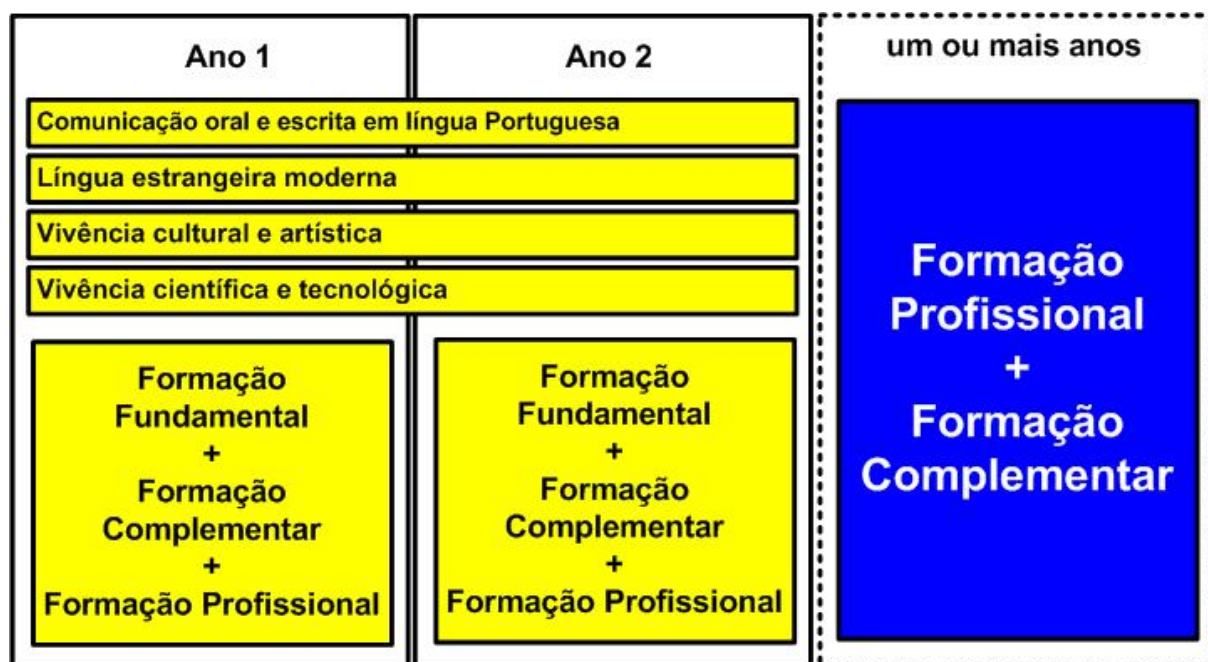 Ano 1
Ano 2
um ou mais anos
Comunicação oral e escrita em língua Portuguesa
Língua estrangeira moderna
Vivência cultural e artística
Vivência científica e tecnológica
Formação
Fundamental
+
Formação
Complementar
+
Formação Profissional
Formação
Fundamental
+
Formação
Complementar
+
Formação Profissional
Formação
Profissional
+
Formação
Complementar